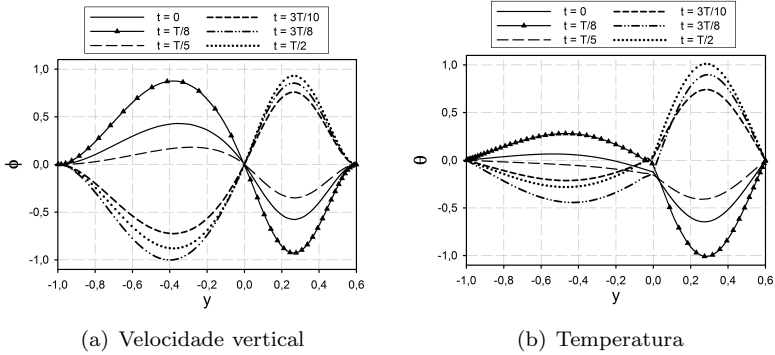 t = 0
t = 3T/10
t = T/8
t = 3T/8
t = T/5
t = T/2
1,0
0,5
0,0
-0,5
-1,0
ϕ
-1,0 -0,8 -0,6 -0,4 -0,2 0,0 0,2 0,4 0,6
y
(a) Velocidade vertical
t = 0
t = 3T/10
t = T/8
t = 3T/8
t = T/5
t = T/2
1,0
0,5
0,0
-0,5
-1,0
θ
-1,0 -0,8 -0,6 -0,4 -0,2 0,0 0,2 0,4 0,6
y
(b) Temperatura